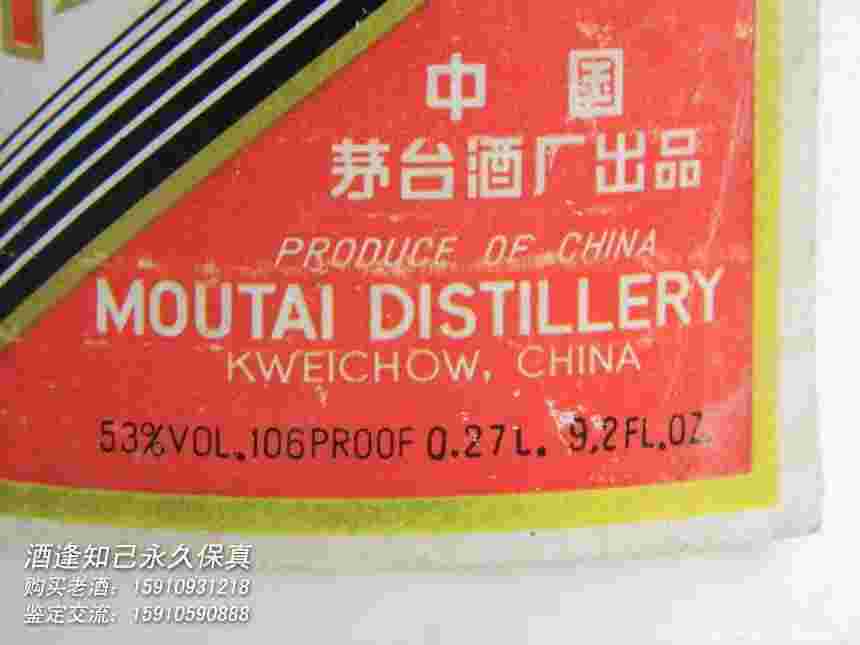 中国
茅台酒厂出品
PRODUCE OF CHINA
MOUTAI DISTILLERY
KWEICHOW, CHINA
53%VOL.106PROOF 0.27L. 9.2FL.OZ.
酒逢知己永久保真
购买老酒：15910931218
鉴定交流：15910590888